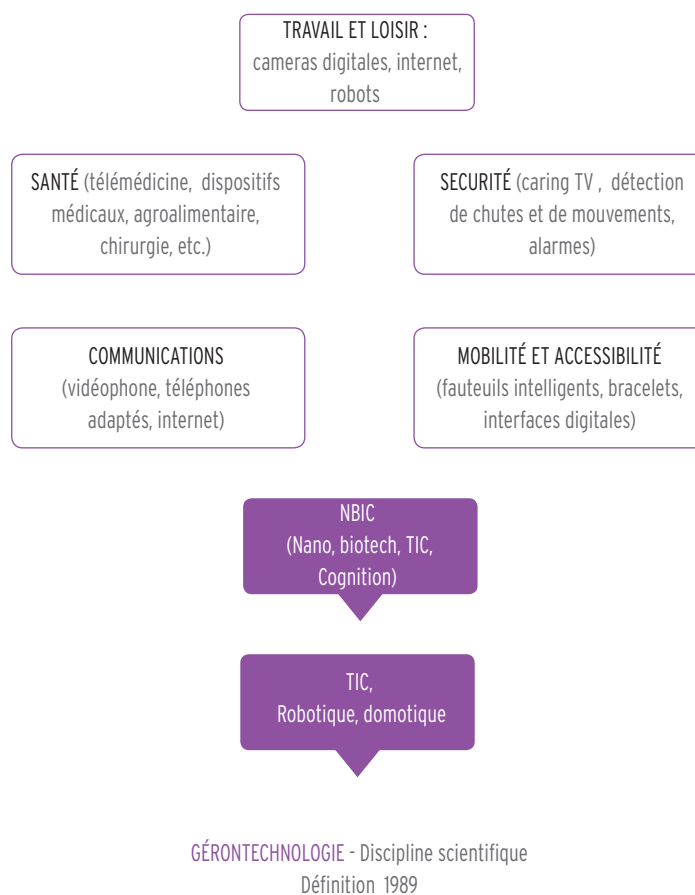 TRAVAIL ET LOISIR :
cameras digitales, internet,
robots
SANTÉ (télémédicine, dispositifs
médicaux, agroalimentaire,
chirurgie, etc.)
SECURITÉ (caring TV , détection
de chutes et de mouvements,
alarmes)
COMMUNICATIONS
(vidéophone, téléphones
adaptés, internet)
MOBILITÉ ET ACCESSIBILITÉ
(fauteuils intelligents, bracelets,
interfaces digitales)
NBIC
(Nano, biotech, TIC,
Cognition)
TIC,
Robotique, domotique
GÉRONTECHNOLOGIE - Discipline scientifique
Définition 1989